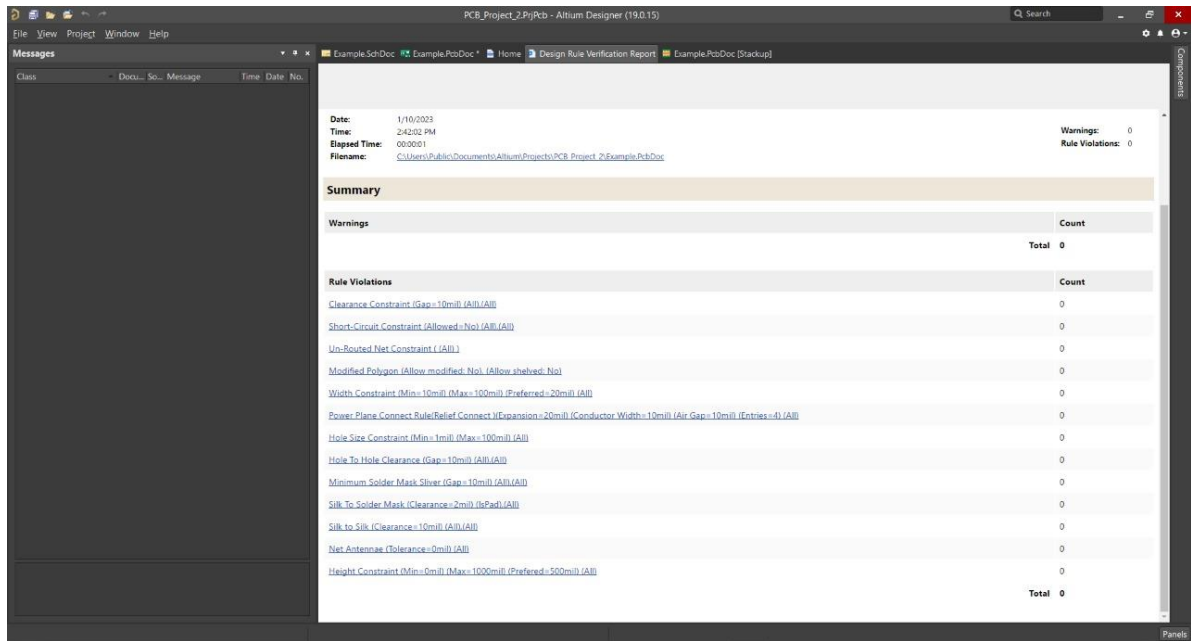 PCB_Project_2.PrjPcb - Altium Designer (19.0.15)
Search
File View Project Window Help
Messages
Example.SchDoc Example.PcbDoc * Home Design Rule Verification Report Example.PcbDoc [Stackup]
Components
Class Docu... So... Message Time Date No.
Date: 1/10/2023
Time: 2:42:02 PM
Elapsed Time: 00:00:01
Filename: C:\Users\Public\Documents\Altium\Projects\PCB_Project_2\Example.PcbDoc
Warnings: 0
Rule Violations: 0
Summary
Warnings Count
Total 0
Rule Violations Count
Clearance Constraint (Gap=10mil) (All),(All) 0
Short-Circuit Constraint (Allowed=No) (All),(All) 0
Un-Routed Net Constraint ( (All) ) 0
Modified Polygon (Allow modified: No), (Allow shelved: No) 0
Width Constraint (Min=10mil) (Max=100mil) (Preferred=20mil) (All) 0
Power Plane Connect Rule(Relief Connect )(Expansion=20mil) (Conductor Width=10mil) (Air Gap=10mil) (Entries=4) (All) 0
Hole Size Constraint (Min=1mil) (Max=100mil) (All) 0
Hole To Hole Clearance (Gap=10mil) (All),(All) 0
Minimum Solder Mask Sliver (Gap=10mil) (All),(All) 0
Silk To Solder Mask (Clearance=2mil) (IsPad),(All) 0
Silk to Silk (Clearance=10mil) (All),(All) 0
Net Antennae (Tolerance=0mil) (All) 0
Height Constraint (Min=0mil) (Max=1000mil) (Prefered=500mil) (All) 0
Total 0
Panels